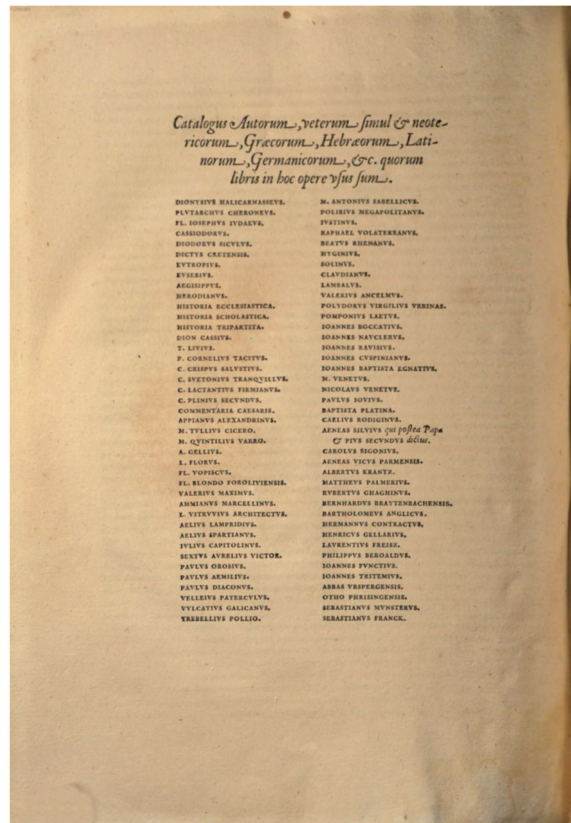 Catalogus Autorum, veterum simul & neote-
ricorum, Græcorum, Hebræorum, Lati-
norum, Germanicorum, &c. quorum
libris in hoc opere vsus sum.
DIONYSIVS HALICARNASSEVS.
PLVTARCHVS CHERONEVS.
FL. IOSEPHVS IVDAEVS.
CASSIODORVS.
DIODORVS SICVLVS.
DICTYS CRETENSIS.
EVTROPIVS.
EVSEBIVS.
AEGISIPPVS.
HERODIANVS.
HISTORIA ECCLESIASTICA.
HISTORIA SCHOLASTICA.
HISTORIA TRIPARTITA.
DION CASSIVS.
T. LIVIVS.
P. CORNELIVS TACITVS.
C. CRISPVS SALVSTIVS.
C. SVETONIVS TRANQVILLVS.
C. LACTANTIVS FIRMIANVS.
C. PLINIVS SECVNDVS.
COMMENTARIA CAESARIS.
APPIANVS ALEXANDRINVS.
M. TVLLIVS CICERO.
M. QVINTILIVS VARRO.
A. GELLIVS.
L. FLORVS.
FL. VOPISCVS.
FL. BLONDO FOROLIVIENSIS.
VALERIVS MAXIMVS.
AMMIANVS MARCELLINVS.
L. VITRVVIVS ARCHITECTVS.
AELIVS LAMPRIDIVS.
AELIVS SPARTIANVS.
IVLIVS CAPITOLINVS.
SEXTVS AVRELIVS VICTOR.
PAVLVS OROSIVS.
PAVLVS AEMILIVS.
PAVLVS DIACONVS.
VELLEIVS PATERCVLVS.
VVLCATIVS GALICANVS.
TREBELLIVS POLLIO.
M. ANTONIVS SABELLICVS.
POLIBIVS MEGAPOLITANVS.
IVSTINVS.
RAPHAEL VOLATERRANVS.
BEATVS RHENANVS.
HYGINIVS.
SOLINVS.
CLAVDIANVS.
LAMBALVS.
VALERIVS ANCELMVS.
POLYDORVS VIRGILIVS VERINAS.
POMPONIVS LAETVS.
IOANNES BOCCATIVS.
IOANNES NAVCLERVS.
IOANNES RAVISIVS.
IOANNES CVSPINIANVS.
IOANNES BAPTISTA EGNATIVS.
M. VENETVS.
NICOLAVS VENETVS.
PAVLVS IOVIVS.
BAPTISTA PLATINA.
CAELIVS RODIGINVS.
AENEAS SILVIVS qui postea Papa
& PIVS SECVNDVS dictus.
CAROLVS SIGONIVS.
AENEAS VICVS PARMENSIS.
ALBERTVS KRANTZ.
MATTHEVS PALMERIVS.
RVBERTVS GHAGHINVS.
BERNHARDVS BRAYTENBACHENSIS.
BARTHOLOMEVS ANGLICVS.
HERMANNVS CONTRACTVS.
HENRICVS GELLARIVS.
LAVRENTIVS FREISE.
PHILIPPVS BEROALDVS.
IOANNES FVNCTIVS.
IOANNES TRITEMIVS.
ABBAS VRSPERGENSIS.
OTHO PHRISINGENSIS.
SEBASTIANVS MVNSTERVS.
SEBASTIANVS FRANCK.